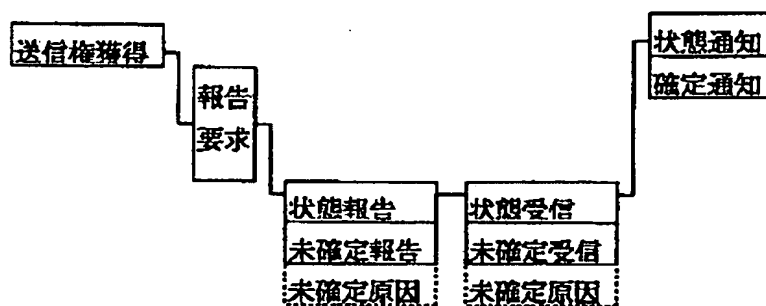 送信権獲得
報告
要求
状態報告
未確定報告
未確定原因
状態受信
未確定受信
未確定原因
状態通知
確定通知